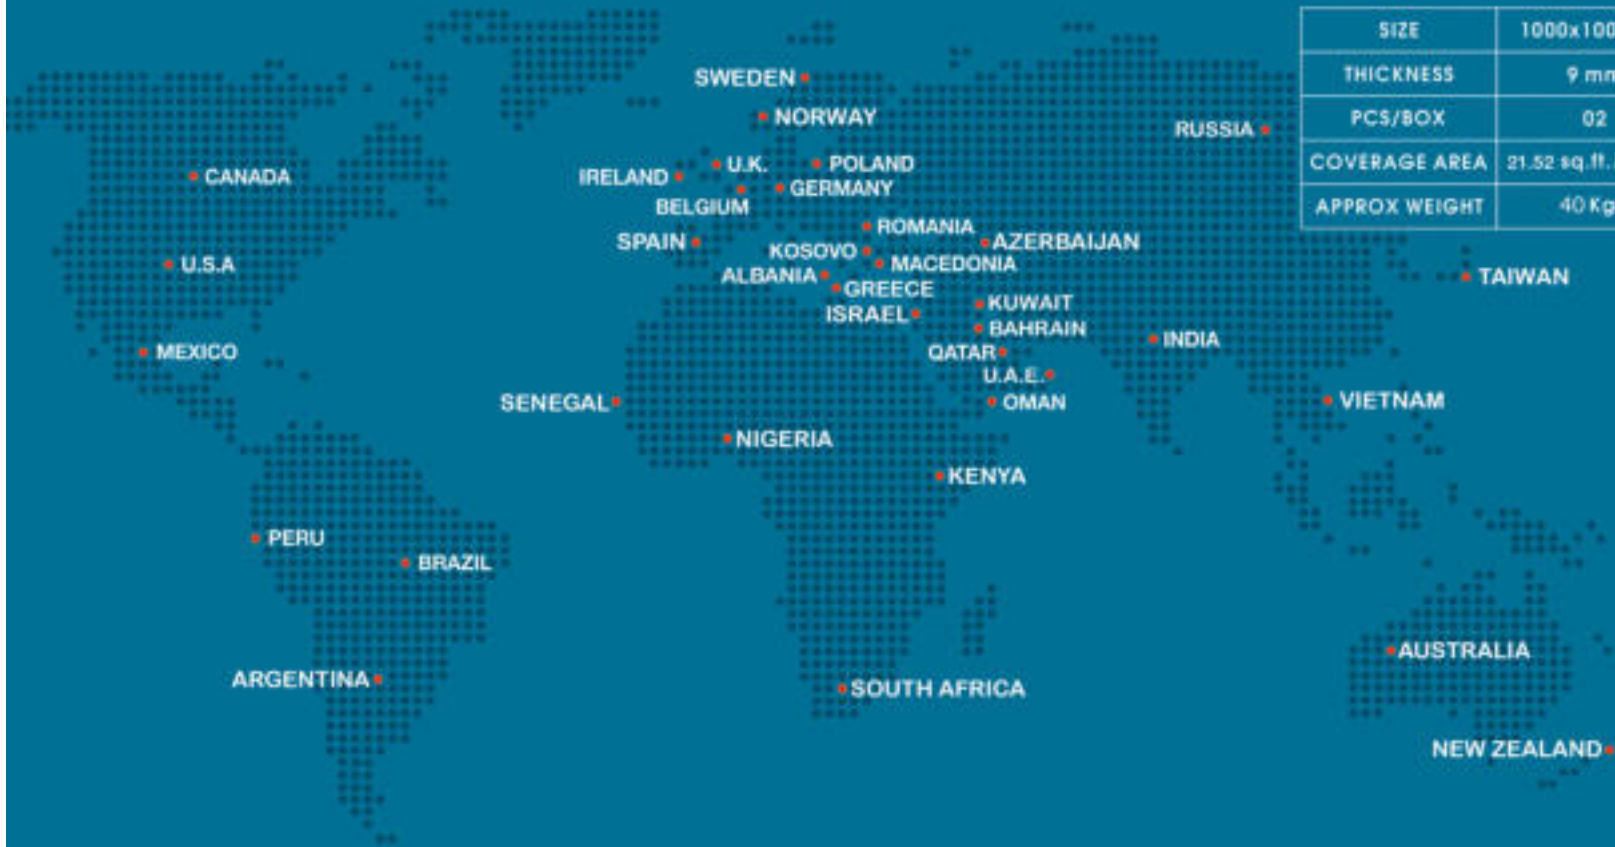 SIZE 1000x100
THICKNESS 9 mm
PCS/BOX 02
COVERAGE AREA 21.52 sq.ft.
APPROX WEIGHT 40 Kg
SWEDEN
NORWAY
RUSSIA
U.K.
POLAND
CANADA
IRELAND
GERMANY
BELGIUM
ROMANIA
SPAIN
AZERBAIJAN
KOSOVO
U.S.A
MACEDONIA
ALBANIA
TAIWAN
GREECE
KUWAIT
ISRAEL
BAHRAIN
INDIA
MEXICO
QATAR
U.A.E.
SENEGAL
OMAN
VIETNAM
NIGERIA
KENYA
PERU
BRAZIL
AUSTRALIA
ARGENTINA
SOUTH AFRICA
NEW ZEALAND